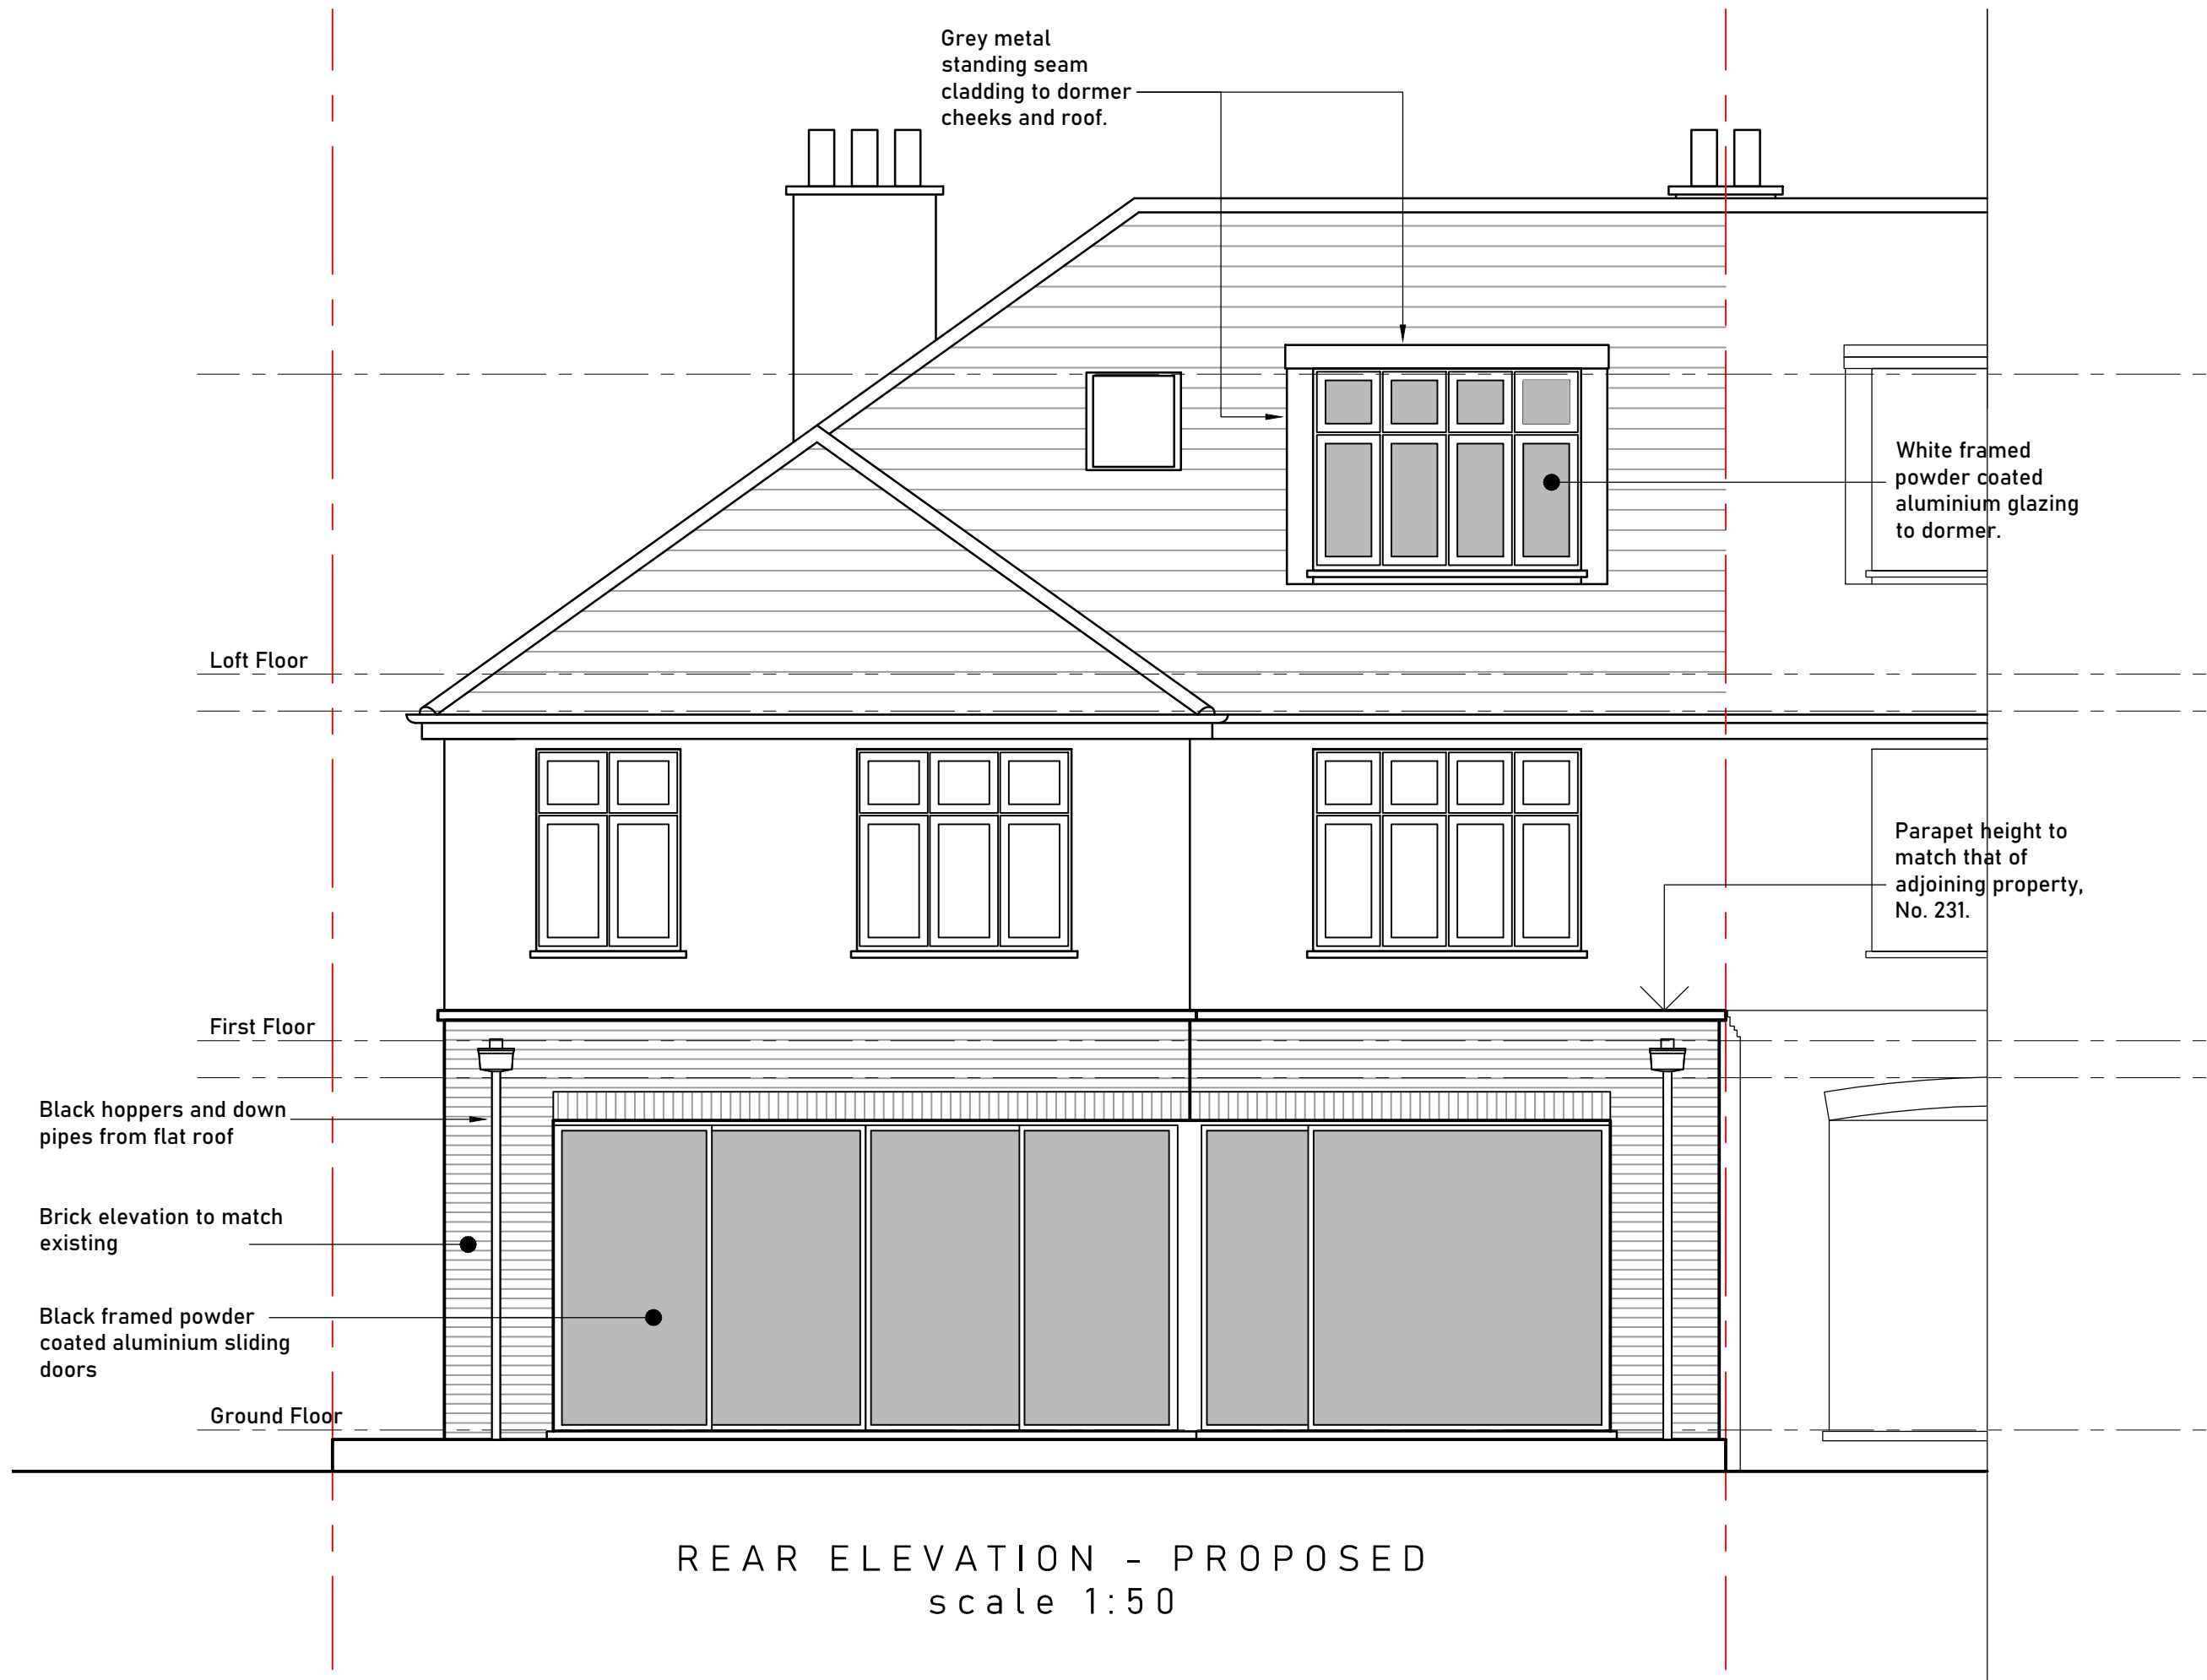 Grey metal
standing seam
cladding to dormer
cheeks and roof.
White framed
powder coated
aluminium glazing
to dormer.
Loft Floor
Parapet height to
match that of
adjoining property,
No. 231.
First Floor
Black hoppers and down
pipes from flat roof
Brick elevation to match
existing
Black framed powder
coated aluminium sliding
doors
Ground Floor
REAR ELEVATION - PROPOSED
scale 1:50